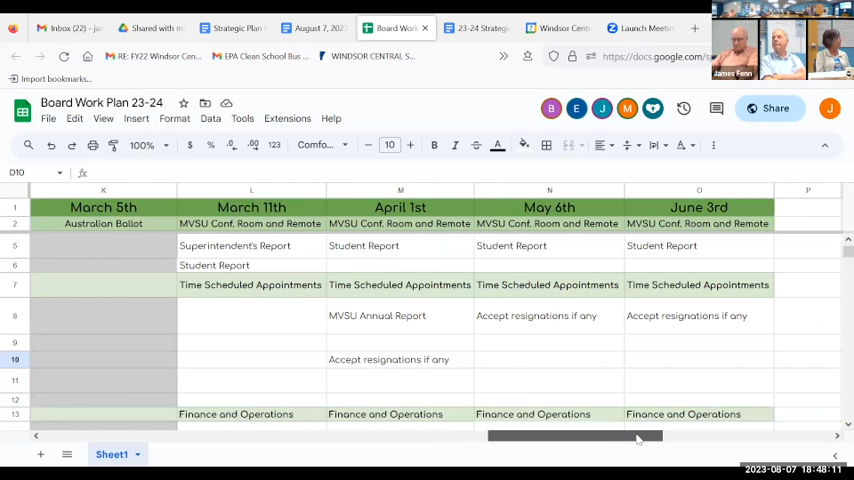 Inbox (22) - ja
Shared with m
Strategic Plan
August 7, 2023
Board Work
23-24 Strategi
Windsor Centr
Launch Meetin
RE: FY22 Windsor Cent...
EPA Clean School Bus ...
WINDSOR CENTRAL S...
https://docs.google.com/s
Import bookmarks...
James Fenn
Board Work Plan 23-24
B E J M
Share
J
File Edit View Insert Format Data Tools Extensions Help
100% $ % .0 .00 123 Comfo... 10 B I A
D10 fx
K L M N O P
1 March 5th March 11th April 1st May 6th June 3rd
2 Australian Ballot MVSU Conf. Room and Remote MVSU Conf. Room and Remote MVSU Conf. Room and Remote MVSU Conf. Room and Remote
5 Superintendent's Report Student Report Student Report Student Report
6 Student Report
7 Time Scheduled Appointments Time Scheduled Appointments Time Scheduled Appointments Time Scheduled Appointments
8 MVSU Annual Report Accept resignations if any Accept resignations if any
9
10 Accept resignations if any
11
12
13 Finance and Operations Finance and Operations Finance and Operations Finance and Operations
Sheet1
2023-08-07 18:48:11